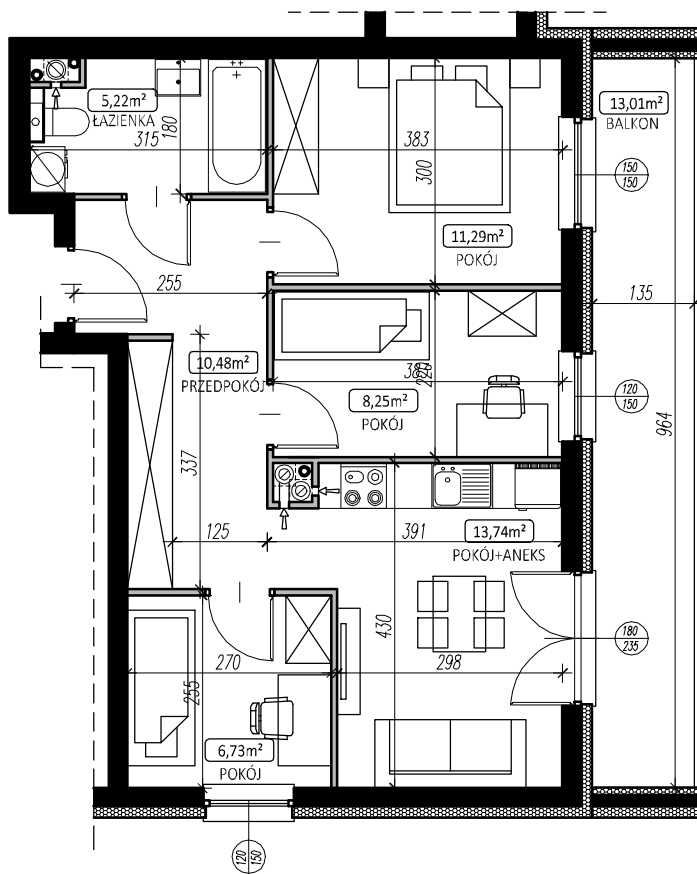 5,22m²
ŁAZIENKA
315
180
383
300
11,29m²
POKÓJ
13,01m²
BALKON
150
150
135
255
10,48m²
PRZEDPOKÓJ
220
8,25m²
POKÓJ
120
150
964
337
125
391
13,74m²
POKÓJ+ANEKS
430
298
180
235
270
255
6,73m²
POKÓJ
120
150